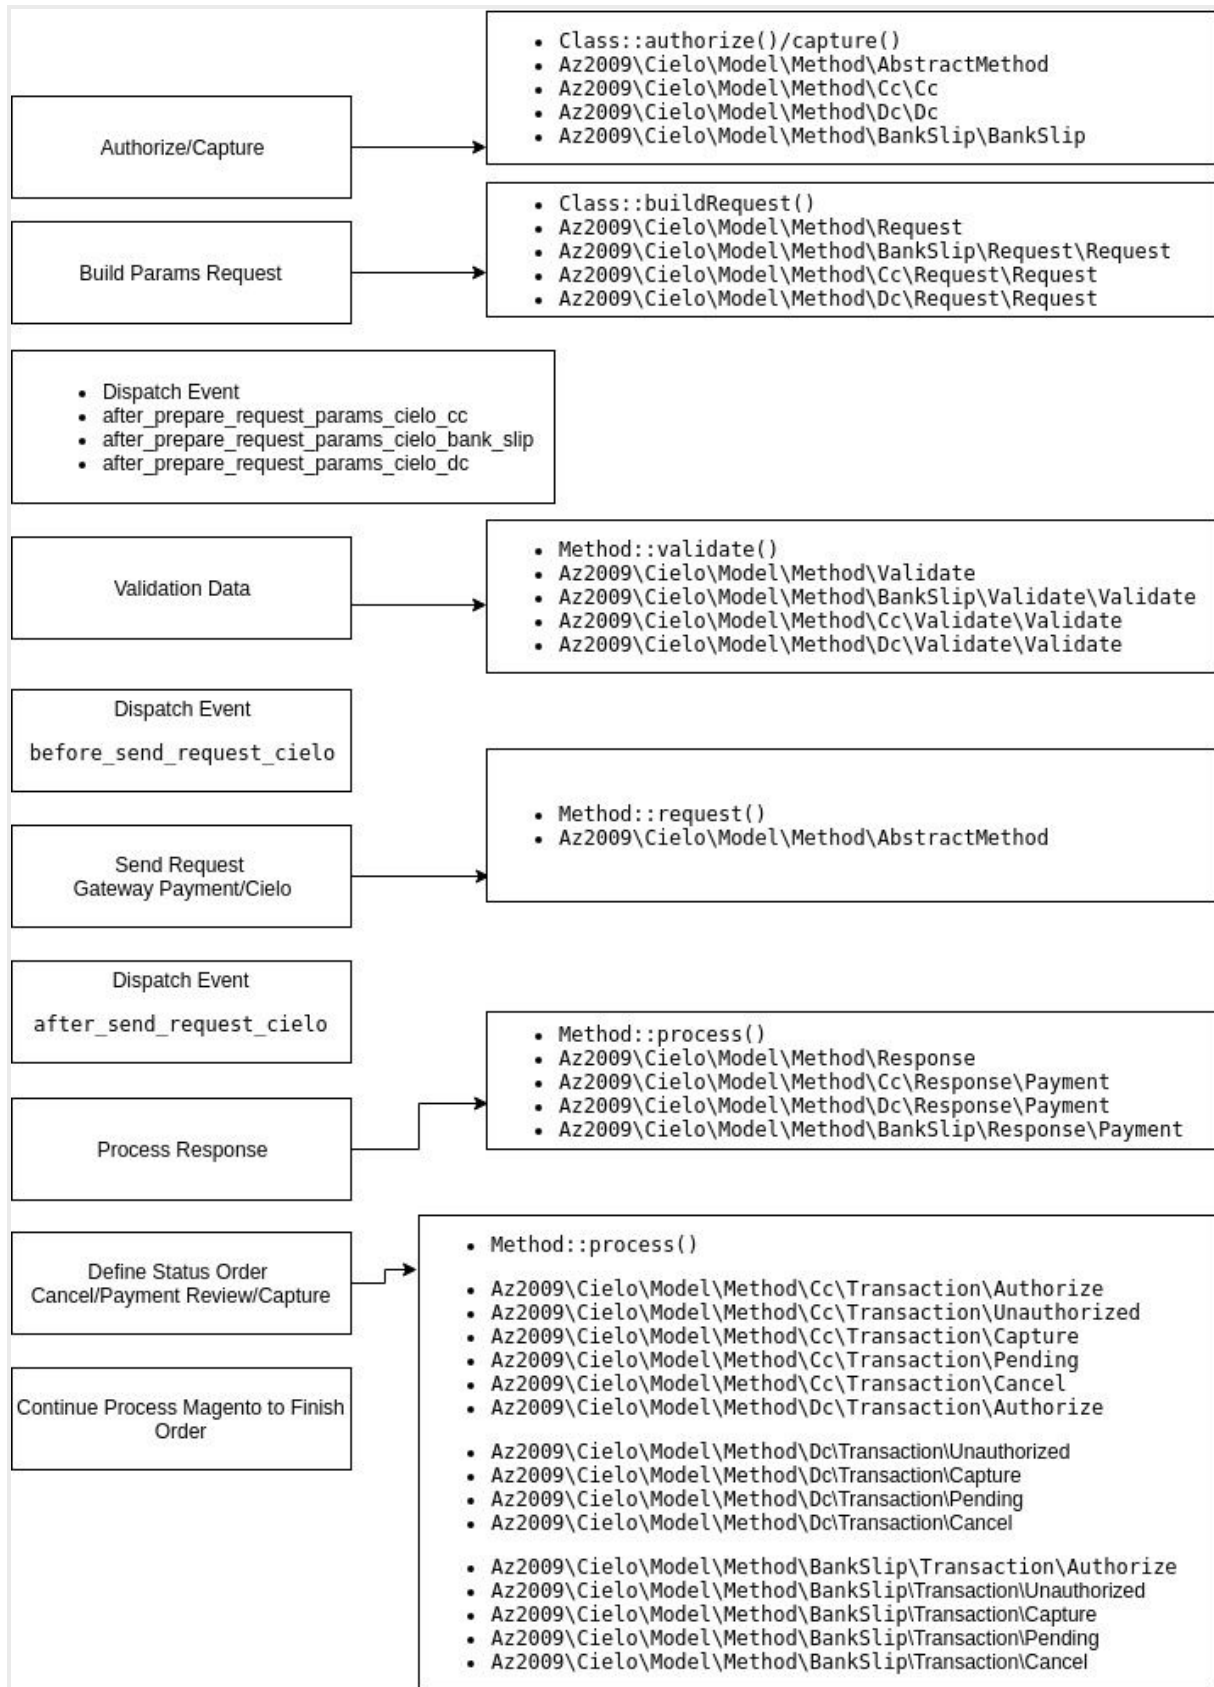 Authorize/Capture
Class::authorize()/capture()
Az2009\Cielo\Model\Method\AbstractMethod
Az2009\Cielo\Model\Method\Cc\Cc
Az2009\Cielo\Model\Method\Dc\Dc
Az2009\Cielo\Model\Method\BankSlip\BankSlip
Build Params Request
Class::buildRequest()
Az2009\Cielo\Model\Method\Request
Az2009\Cielo\Model\Method\BankSlip\Request\Request
Az2009\Cielo\Model\Method\Cc\Request\Request
Az2009\Cielo\Model\Method\Dc\Request\Request
Dispatch Event
after_prepare_request_params_cielo_cc
after_prepare_request_params_cielo_bank_slip
after_prepare_request_params_cielo_dc
Validation Data
Method::validate()
Az2009\Cielo\Model\Method\Validate
Az2009\Cielo\Model\Method\BankSlip\Validate\Validate
Az2009\Cielo\Model\Method\Cc\Validate\Validate
Az2009\Cielo\Model\Method\Dc\Validate\Validate
Dispatch Event
before_send_request_cielo
Send Request
Gateway Payment/Cielo
Method::request()
Az2009\Cielo\Model\Method\AbstractMethod
Dispatch Event
after_send_request_cielo
Process Response
Method::process()
Az2009\Cielo\Model\Method\Response
Az2009\Cielo\Model\Method\Cc\Response\Payment
Az2009\Cielo\Model\Method\Dc\Response\Payment
Az2009\Cielo\Model\Method\BankSlip\Response\Payment
Define Status Order
Cancel/Payment Review/Capture
Method::process()
Az2009\Cielo\Model\Method\Cc\Transaction\Authorize
Az2009\Cielo\Model\Method\Cc\Transaction\Unauthorized
Az2009\Cielo\Model\Method\Cc\Transaction\Capture
Az2009\Cielo\Model\Method\Cc\Transaction\Pending
Az2009\Cielo\Model\Method\Cc\Transaction\Cancel
Az2009\Cielo\Model\Method\Dc\Transaction\Authorize
Az2009\Cielo\Model\Method\Dc\Transaction\Unauthorized
Az2009\Cielo\Model\Method\Dc\Transaction\Capture
Az2009\Cielo\Model\Method\Dc\Transaction\Pending
Az2009\Cielo\Model\Method\Dc\Transaction\Cancel
Az2009\Cielo\Model\Method\BankSlip\Transaction\Authorize
Az2009\Cielo\Model\Method\BankSlip\Transaction\Unauthorized
Az2009\Cielo\Model\Method\BankSlip\Transaction\Capture
Az2009\Cielo\Model\Method\BankSlip\Transaction\Pending
Az2009\Cielo\Model\Method\BankSlip\Transaction\Cancel
Continue Process Magento to Finish
Order